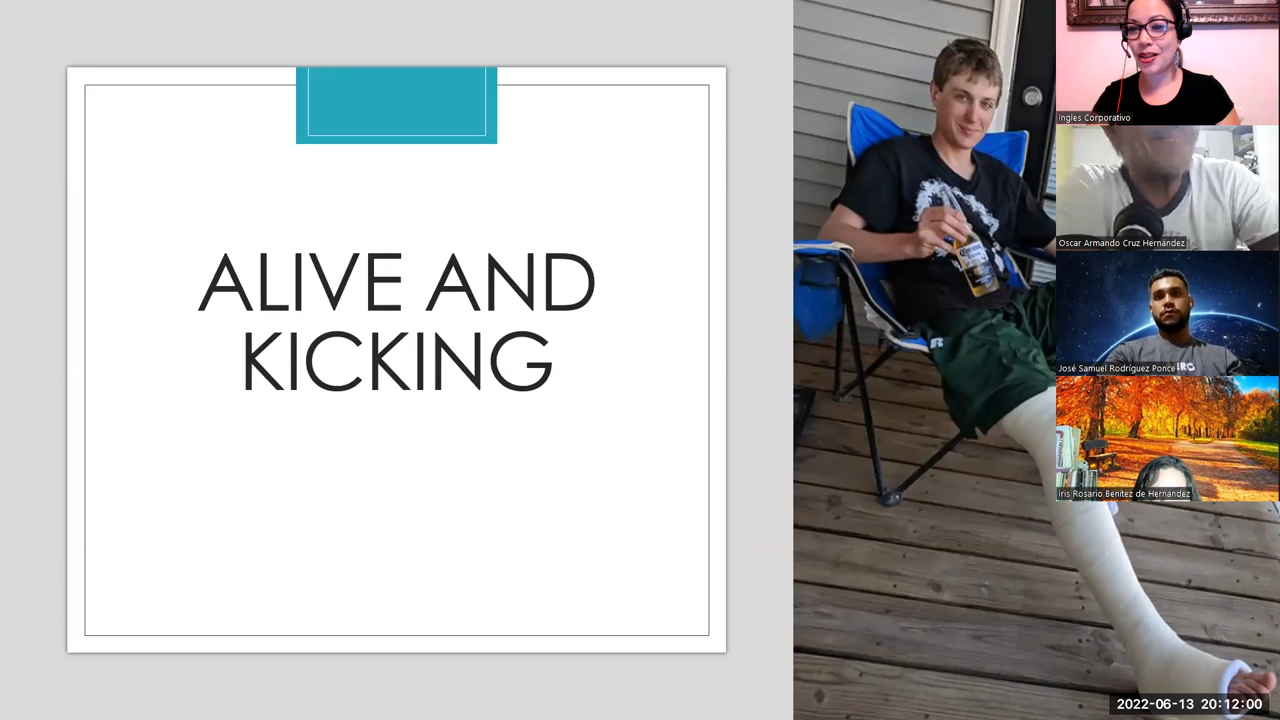 ALIVE AND
KICKING
Ingles Corporativo
Oscar Armando Cruz Hernández
José Samuel Rodríguez Ponce
Iris Rosario Benítez de Hernández
2022-06-13 20:12:00